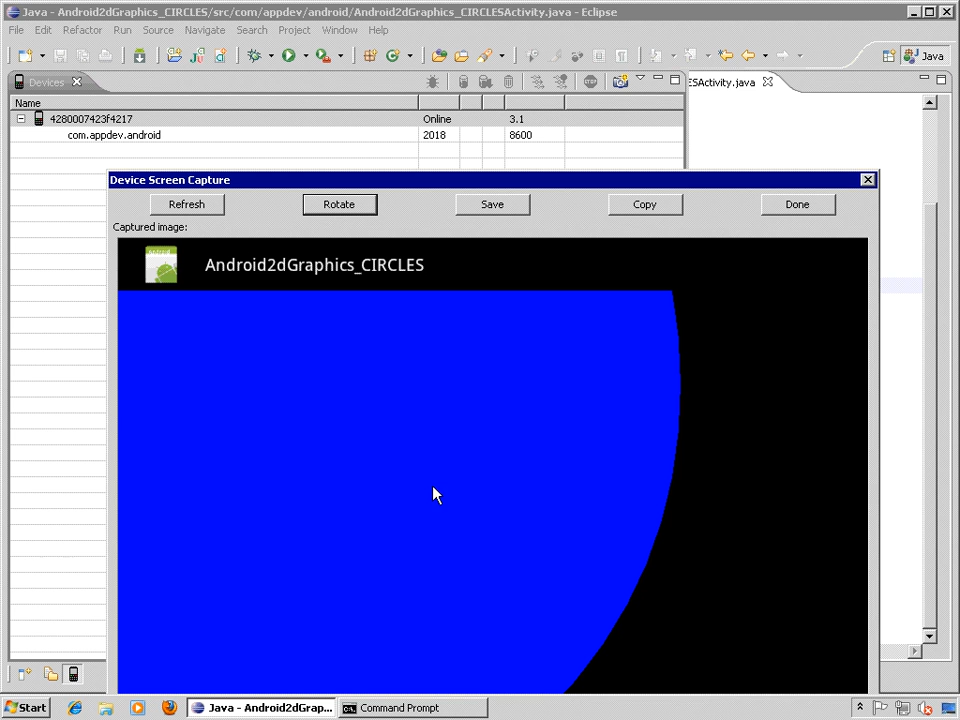 Java - Android2dGraphics_CIRCLES/src/com/appdev/android/Android2dGraphics_CIRCLESActivity.java - Eclipse
File Edit Refactor Run Source Navigate Search Project Window Help
Java
Devices
ESActivity.java
Name
4280007423f4217 Online 3.1
com.appdev.android 2018 8600
Device Screen Capture
Refresh Rotate Save Copy Done
Captured image:
Android2dGraphics_CIRCLES
Start Java - Android2dGrap... Command Prompt